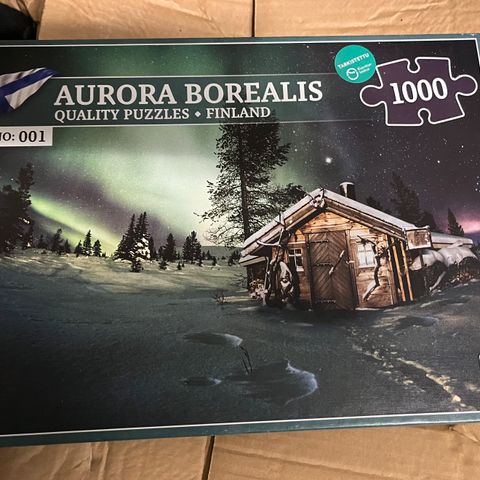 TARKISTETTU
1000
AURORA BOREALIS
QUALITY PUZZLES • FINLAND
NO: 001